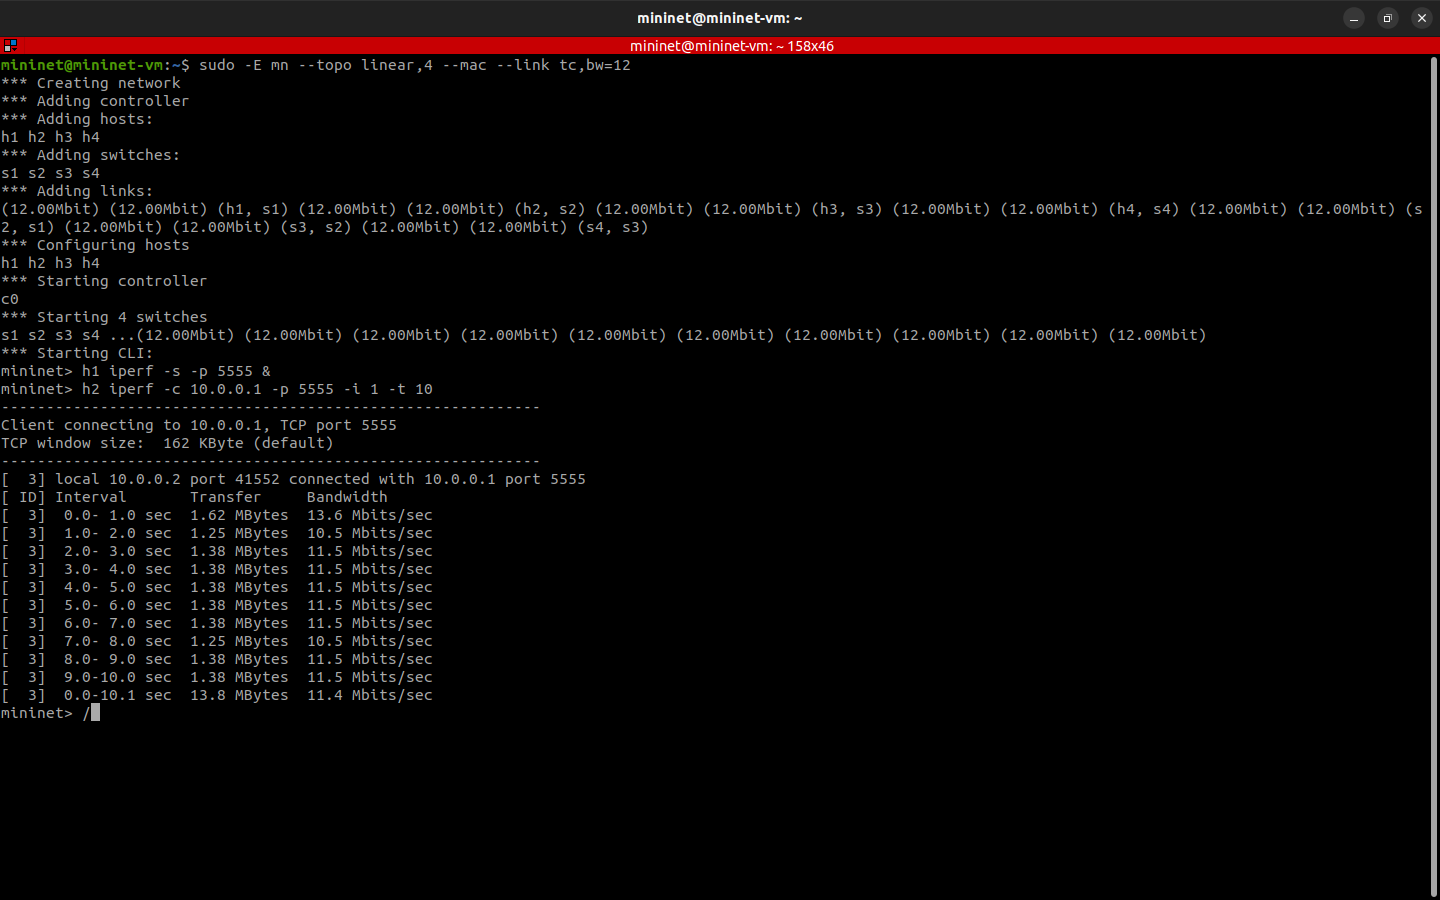 mininet@mininet-vm: ~
mininet@mininet-vm: ~ 158x46
mininet@mininet-vm:~$ sudo -E mn --topo linear,4 --mac --link tc,bw=12
*** Creating network
*** Adding controller
*** Adding hosts:
h1 h2 h3 h4
*** Adding switches:
s1 s2 s3 s4
*** Adding links:
(12.00Mbit) (12.00Mbit) (h1, s1) (12.00Mbit) (12.00Mbit) (h2, s2) (12.00Mbit) (12.00Mbit) (h3, s3) (12.00Mbit) (12.00Mbit) (h4, s4) (12.00Mbit) (12.00Mbit) (s
2, s1) (12.00Mbit) (12.00Mbit) (s3, s2) (12.00Mbit) (12.00Mbit) (s4, s3)
*** Configuring hosts
h1 h2 h3 h4
*** Starting controller
c0
*** Starting 4 switches
s1 s2 s3 s4 ...(12.00Mbit) (12.00Mbit) (12.00Mbit) (12.00Mbit) (12.00Mbit) (12.00Mbit) (12.00Mbit) (12.00Mbit) (12.00Mbit) (12.00Mbit)
*** Starting CLI:
mininet> h1 iperf -s -p 5555 &
mininet> h2 iperf -c 10.0.0.1 -p 5555 -i 1 -t 10
------------------------------------------------------------
Client connecting to 10.0.0.1, TCP port 5555
TCP window size:  162 KByte (default)
------------------------------------------------------------
[  3] local 10.0.0.2 port 41552 connected with 10.0.0.1 port 5555
[ ID] Interval       Transfer     Bandwidth
[  3]  0.0- 1.0 sec  1.62 MBytes  13.6 Mbits/sec
[  3]  1.0- 2.0 sec  1.25 MBytes  10.5 Mbits/sec
[  3]  2.0- 3.0 sec  1.38 MBytes  11.5 Mbits/sec
[  3]  3.0- 4.0 sec  1.38 MBytes  11.5 Mbits/sec
[  3]  4.0- 5.0 sec  1.38 MBytes  11.5 Mbits/sec
[  3]  5.0- 6.0 sec  1.38 MBytes  11.5 Mbits/sec
[  3]  6.0- 7.0 sec  1.38 MBytes  11.5 Mbits/sec
[  3]  7.0- 8.0 sec  1.25 MBytes  10.5 Mbits/sec
[  3]  8.0- 9.0 sec  1.38 MBytes  11.5 Mbits/sec
[  3]  9.0-10.0 sec  1.38 MBytes  11.5 Mbits/sec
[  3]  0.0-10.1 sec  13.8 MBytes  11.4 Mbits/sec
mininet> /